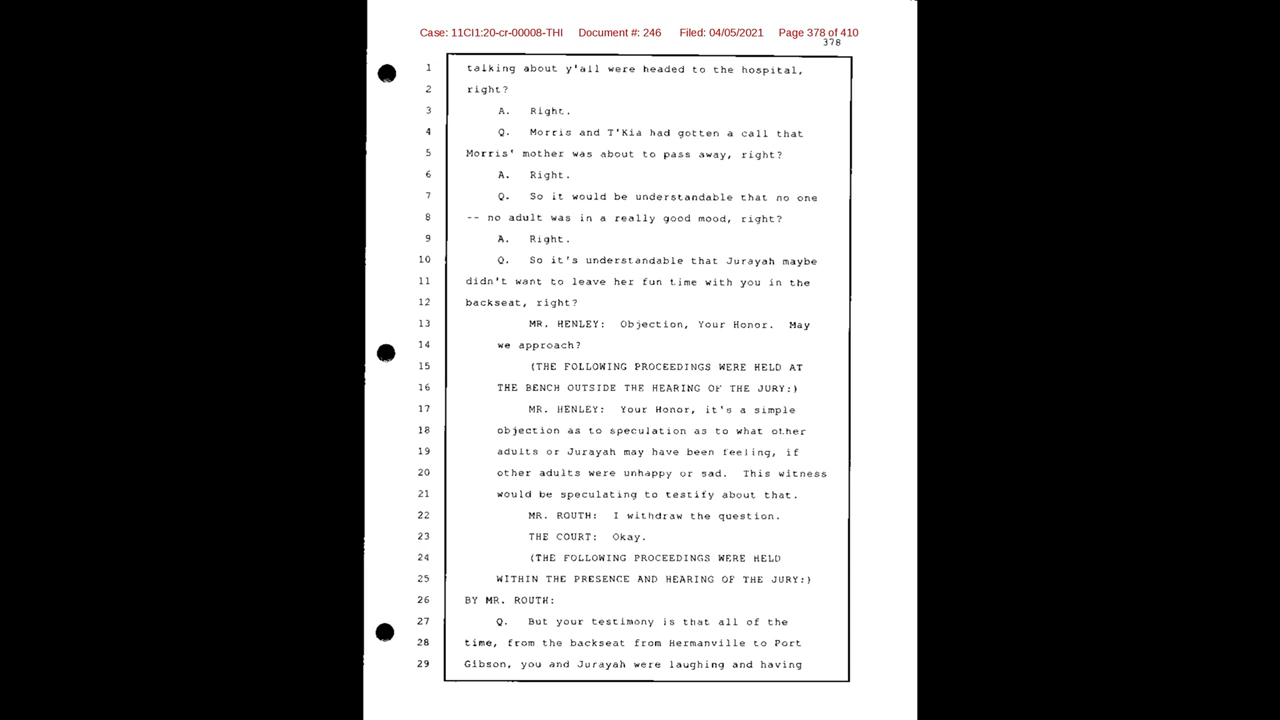 Case: 11CI1:20-cr-00008-THI Document #: 246 Filed: 04/05/2021 Page 378 of 410
378
1 talking about y'all were headed to the hospital,
2 right?
3 A. Right.
4 Q. Morris and T'Kia had gotten a call that
5 Morris' mother was about to pass away, right?
6 A. Right.
7 Q. So it would be understandable that no one
8 -- no adult was in a really good mood, right?
9 A. Right.
10 Q. So it's understandable that Jurayah maybe
11 didn't want to leave her fun time with you in the
12 backseat, right?
13 MR. HENLEY: Objection, Your Honor. May
14 we approach?
15 (THE FOLLOWING PROCEEDINGS WERE HELD AT
16 THE BENCH OUTSIDE THE HEARING OF THE JURY:)
17 MR. HENLEY: Your Honor, it's a simple
18 objection as to speculation as to what other
19 adults or Jurayah may have been feeling, if
20 other adults were unhappy or sad. This witness
21 would be speculating to testify about that.
22 MR. ROUTH: I withdraw the question.
23 THE COURT: Okay.
24 (THE FOLLOWING PROCEEDINGS WERE HELD
25 WITHIN THE PRESENCE AND HEARING OF THE JURY:)
26 BY MR. ROUTH:
27 Q. But your testimony is that all of the
28 time, from the backseat from Hermanville to Port
29 Gibson, you and Jurayah were laughing and having